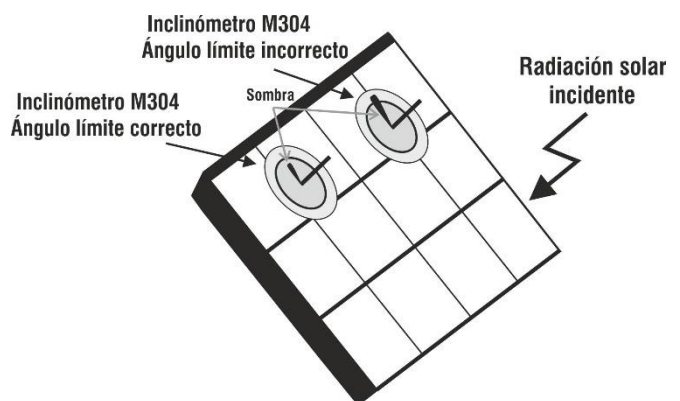 Inclinómetro M304
Ángulo límite incorrecto
Inclinómetro M304
Ángulo límite correcto
Sombra
Radiación solar
incidente